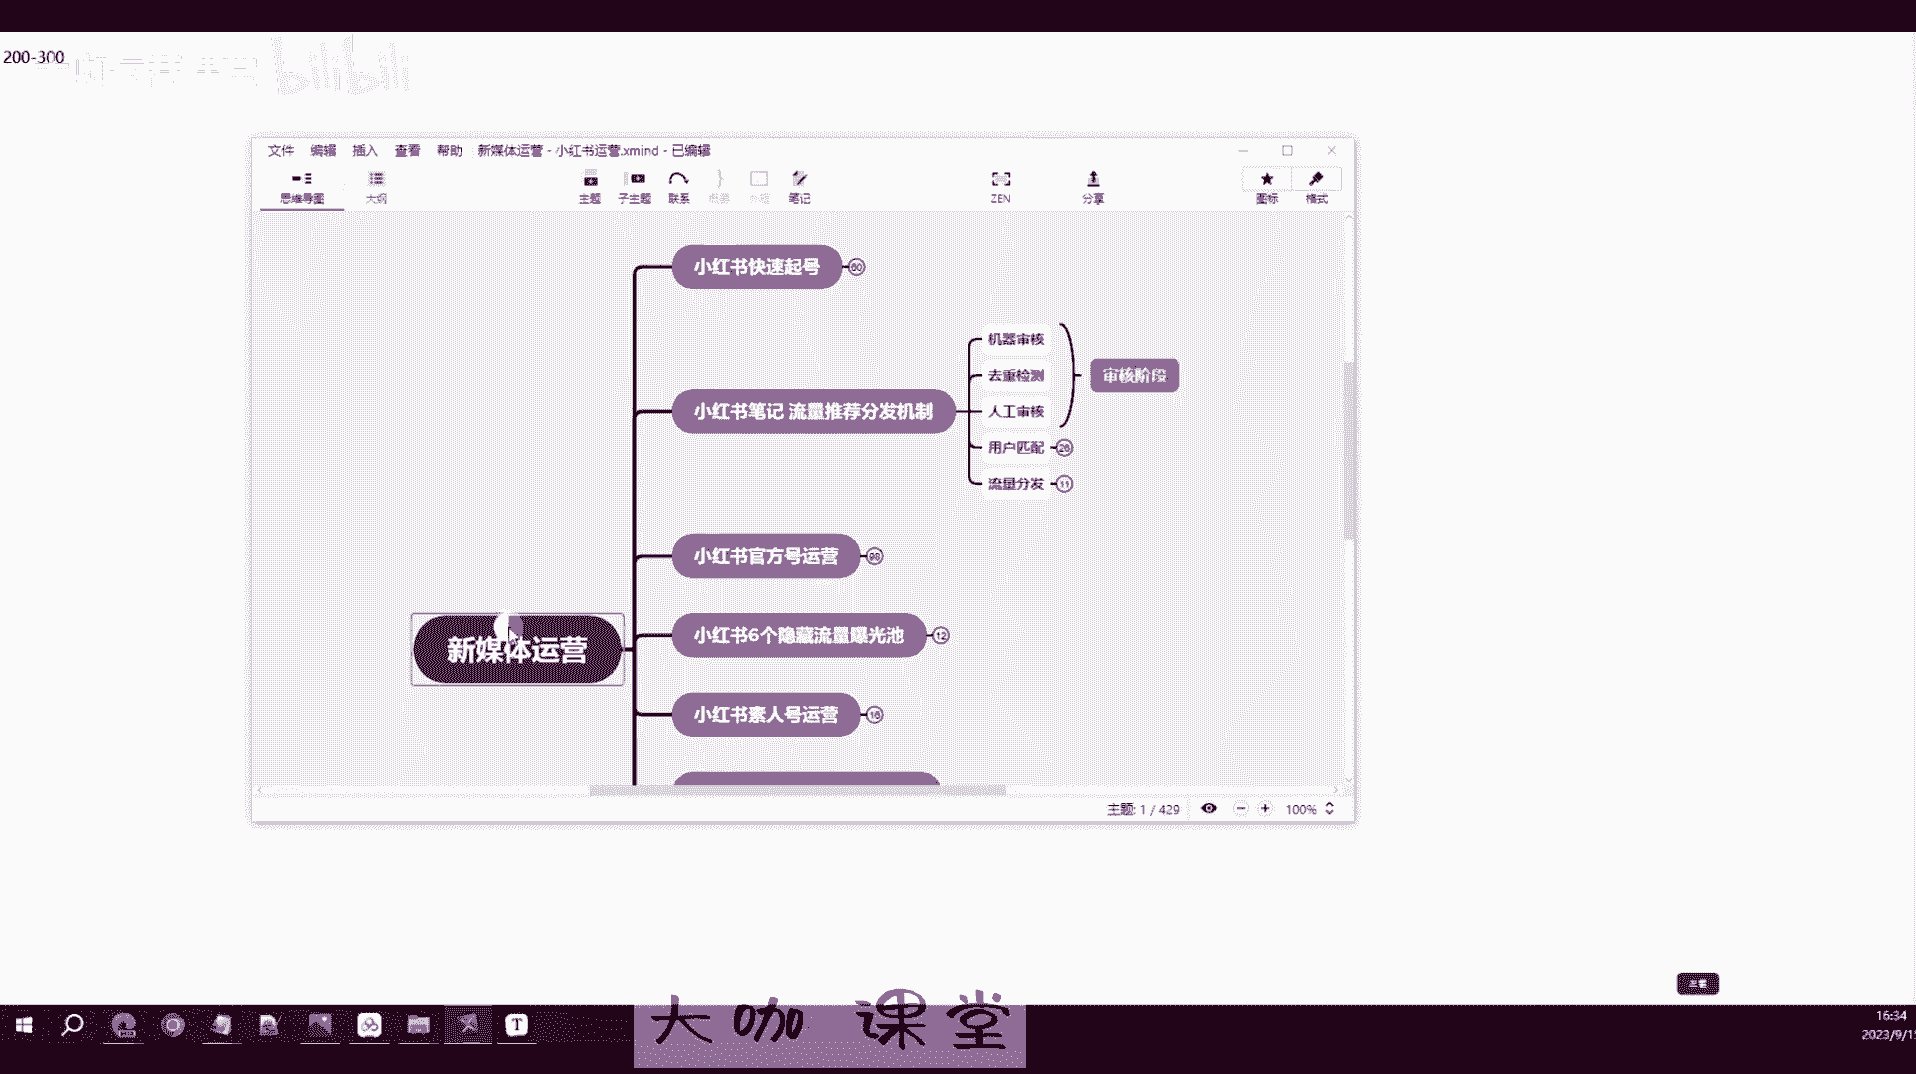 200-300
bilibili
文件 编辑 插入 查看 帮助 新媒体运营 - 小红书运营.xmind - 已编辑
思维导图 大纲 主题 子主题 联系 概要 外框 笔记 ZEN 分享 图标 格式
小红书快速起号 60
机器审核
去重检测 审核阶段
小红书笔记 流量推荐分发机制 人工审核
用户匹配 26
流量分发 11
小红书官方号运营 98
小红书6个隐藏流量曝光池 12
新媒体运营
小红书素人号运营 16
主题: 1 / 429 100%
大咖 课堂
16:34
2023/9/1